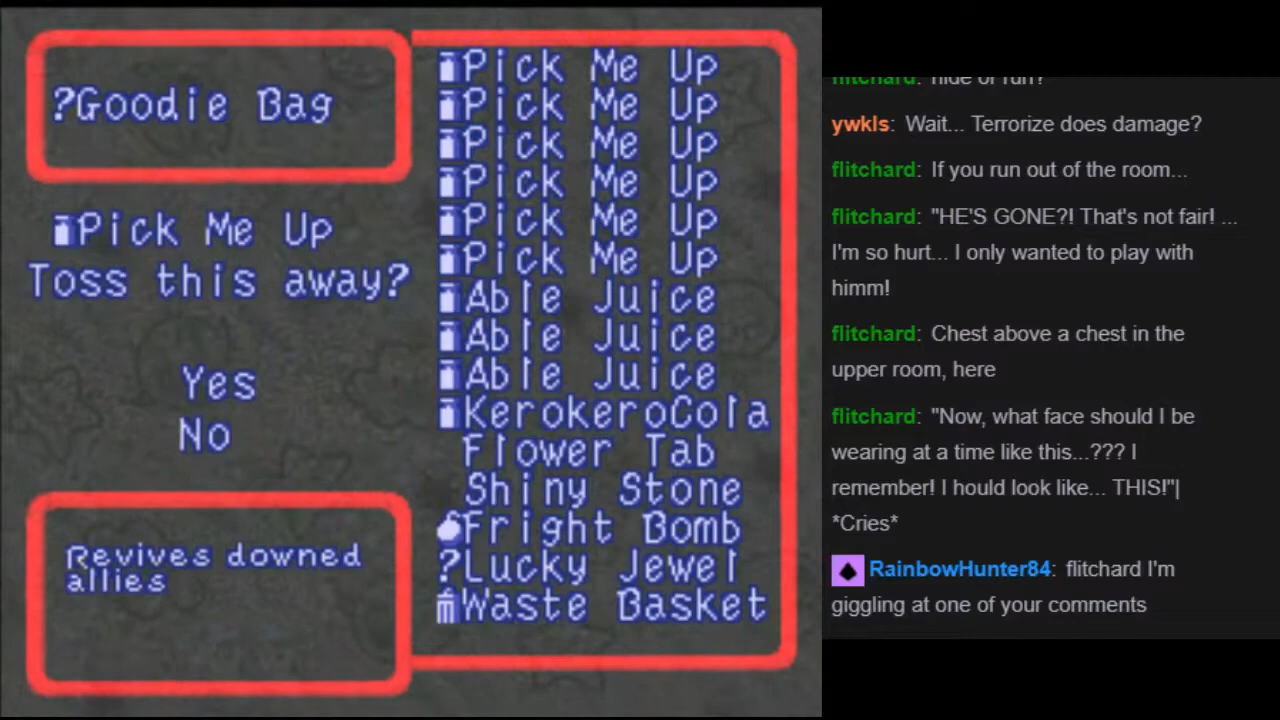 ?Goodie Bag
Pick Me Up
Toss this away?
Yes
No
Revives downed
allies
Pick Me Up
Pick Me Up
Pick Me Up
Pick Me Up
Pick Me Up
Pick Me Up
Able Juice
Able Juice
Able Juice
KerokeroCola
Flower Tab
Shiny Stone
Fright Bomb
?Lucky Jewel
Waste Basket
flitchard: hide or run?
ywkls: Wait... Terrorize does damage?
flitchard: If you run out of the room...
flitchard: "HE'S GONE?! That's not fair! ...
I'm so hurt... I only wanted to play with
himm!
flitchard: Chest above a chest in the
upper room, here
flitchard: "Now, what face should I be
wearing at a time like this...??? I
remember! I hould look like... THIS!"|
*Cries*
RainbowHunter84: flitchard I'm
giggling at one of your comments